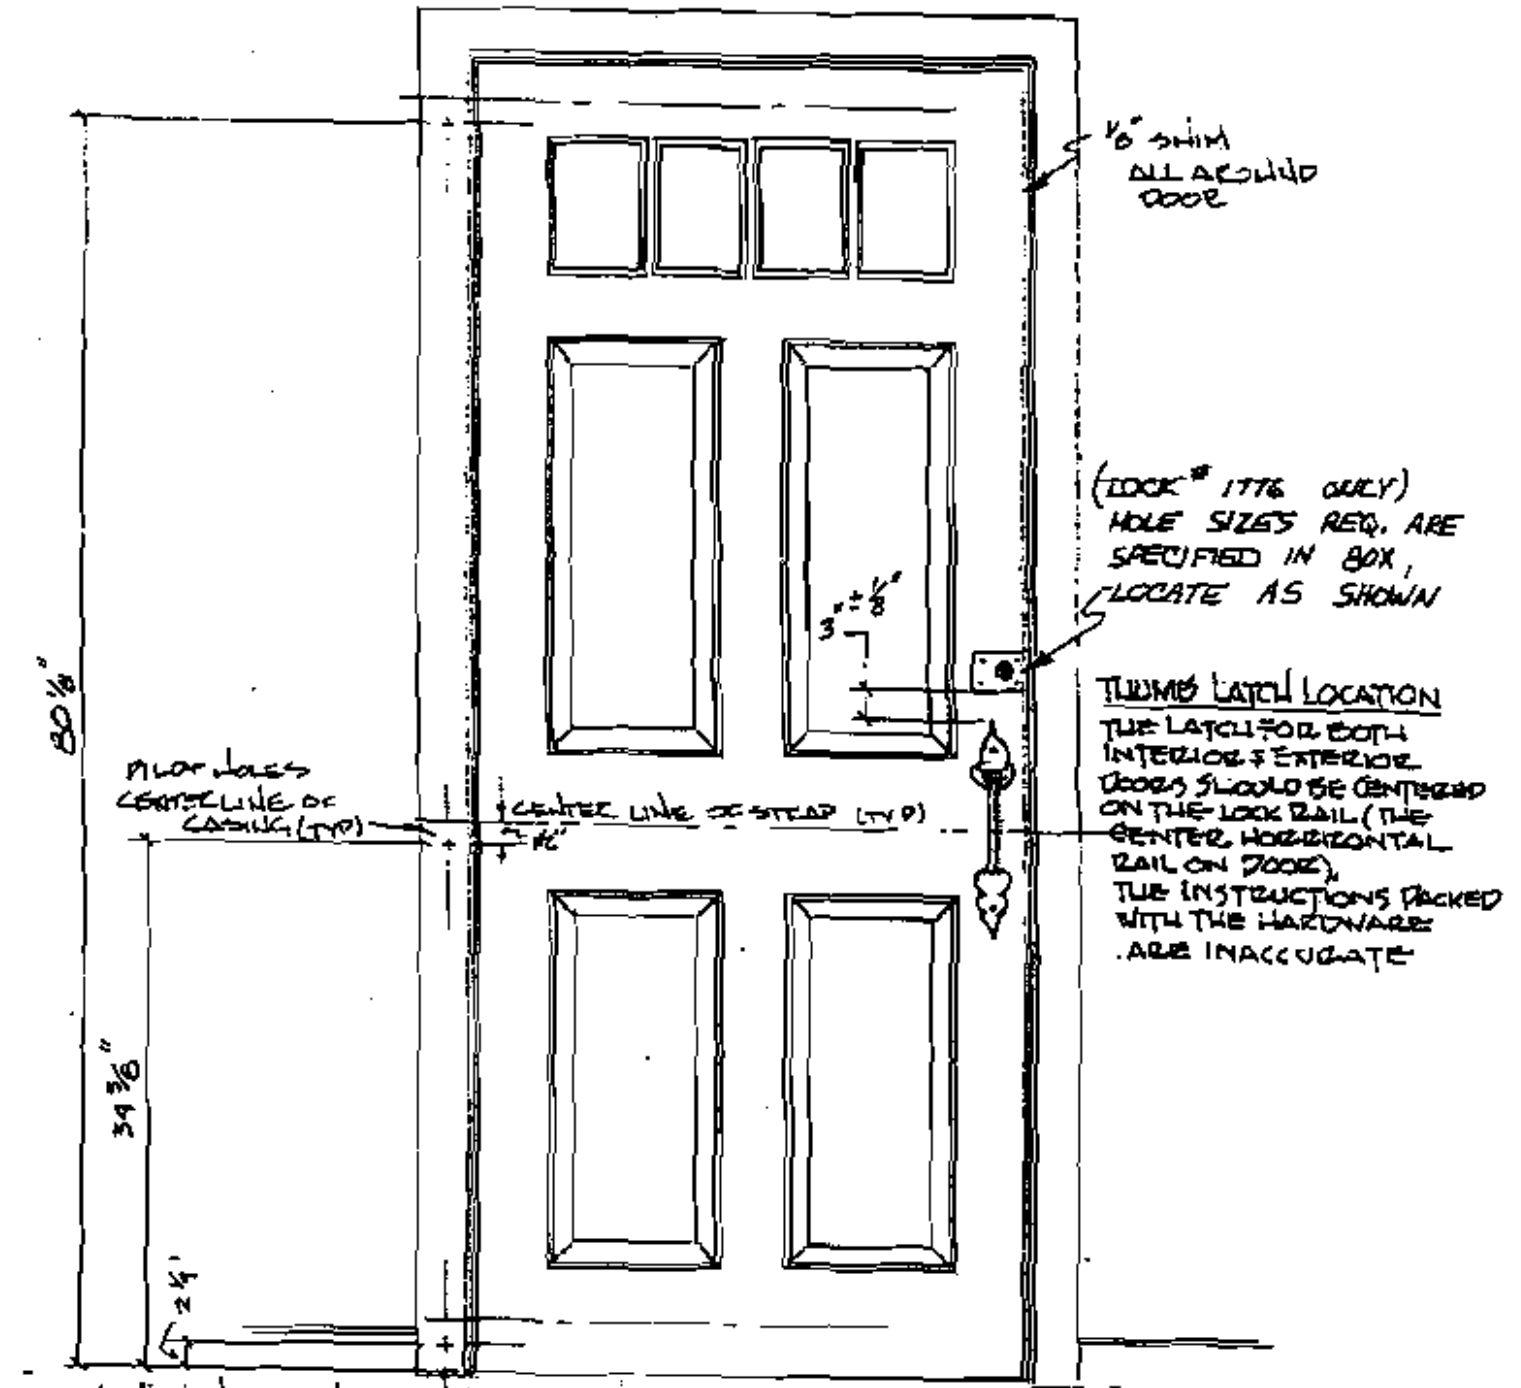 1/8" SHIM
ALL AROUND
DOOR
(LOCK # 1776 ONLY)
HOLE SIZES REQ. ARE
SPECIFIED IN BOX,
LOCATE AS SHOWN
3" ± 1/8"
THUMB LATCH LOCATION
THE LATCH FOR BOTH
INTERIOR & EXTERIOR
DOORS SHOULD BE CENTERED
ON THE LOCK RAIL (THE
CENTER HORRIZONTAL
RAIL ON DOOR).
THE INSTRUCTIONS PACKED
WITH THE HARDWARE
ARE INACCURATE
80 1/8"
PILOT HOLES
CENTERLINE OF
CASING (TYP)
CENTER LINE OF STRAP (TYP)
34 3/8"
2 1/4"